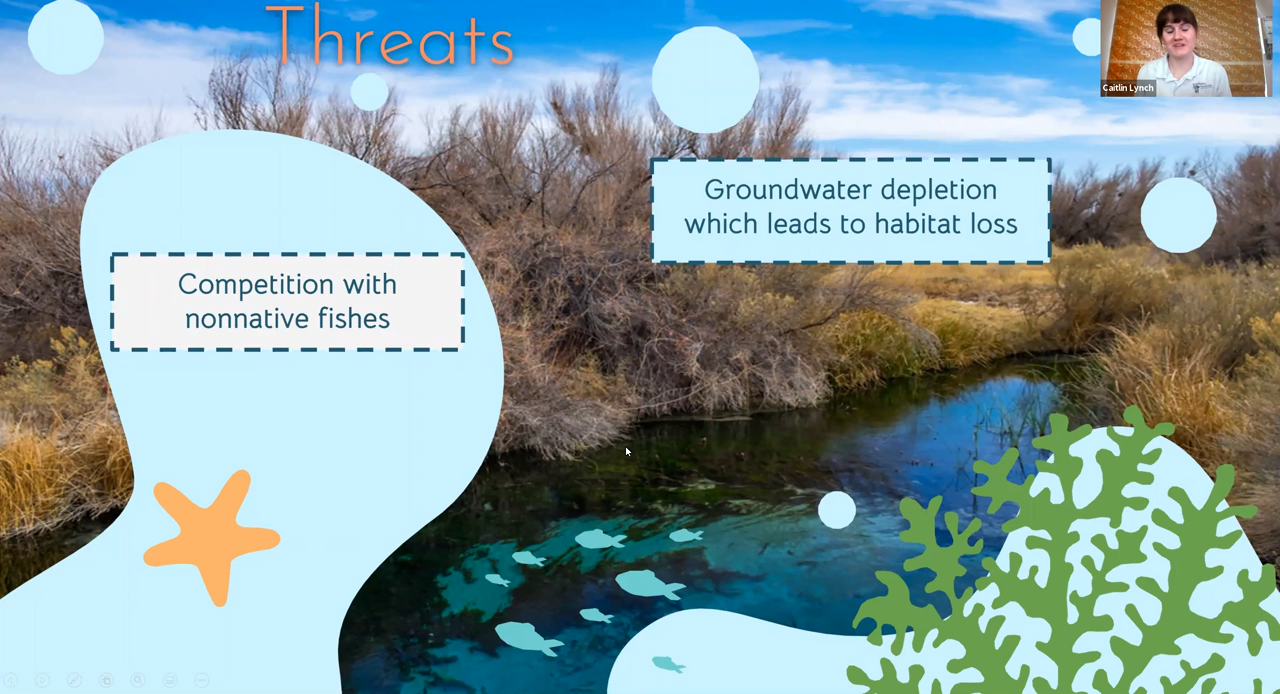 Threats
Caitlin Lynch
Groundwater depletion
which leads to habitat loss
Competition with
nonnative fishes